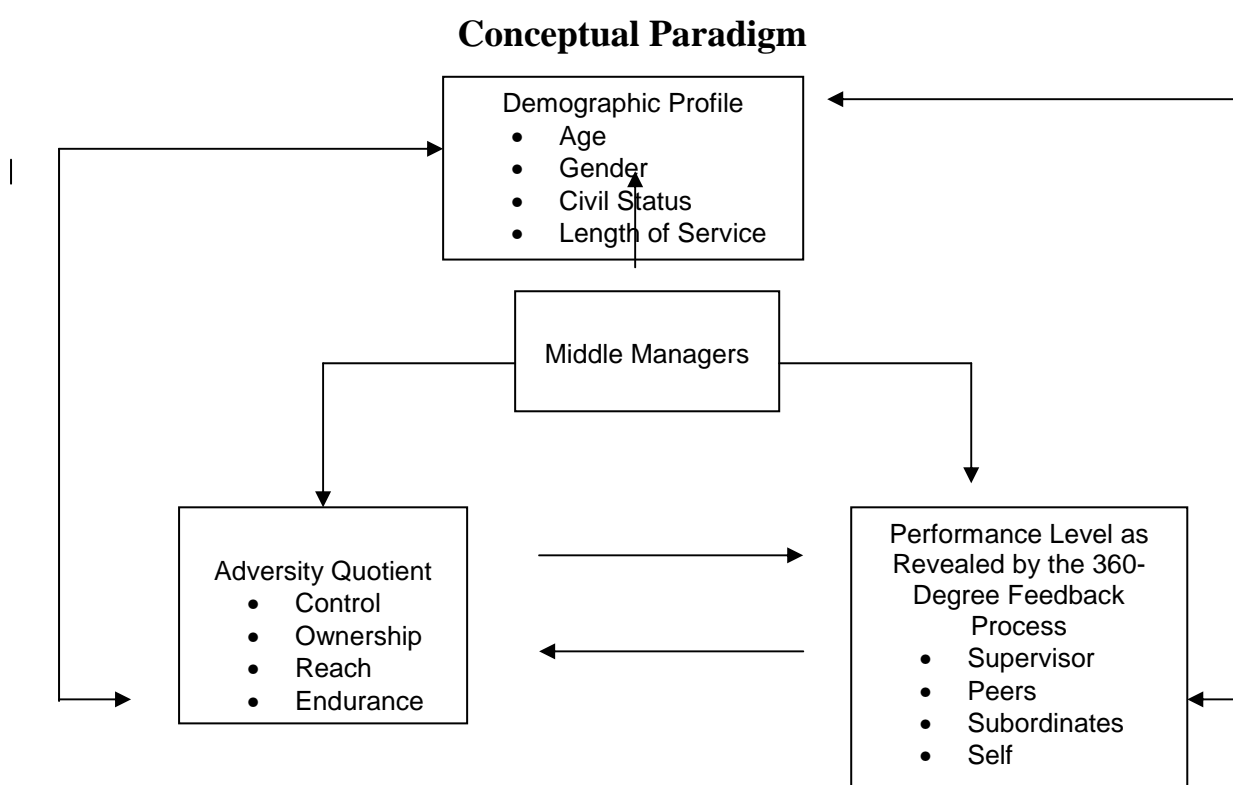 Conceptual Paradigm
Demographic Profile
• Age
• Gender
• Civil Status
• Length of Service
Middle Managers
Adversity Quotient
• Control
• Ownership
• Reach
• Endurance
Performance Level as
Revealed by the 360-
Degree Feedback
Process
• Supervisor
• Peers
• Subordinates
• Self